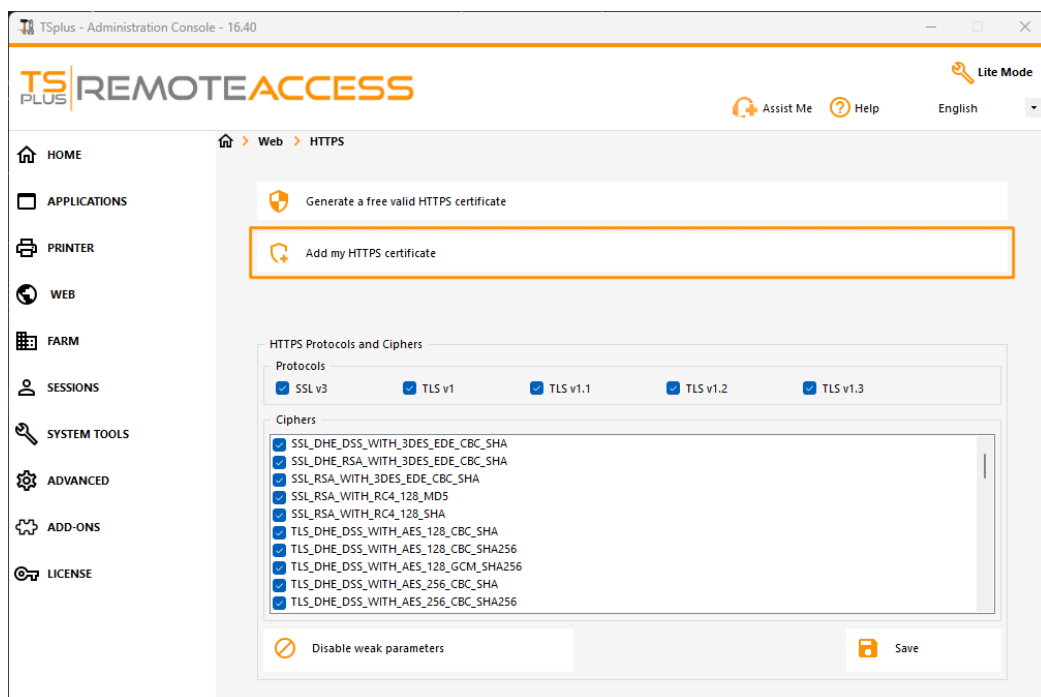 TSplus - Administration Console - 16.40
TS PLUS REMOTEACCESS
Lite Mode
Assist Me
Help
English
HOME
APPLICATIONS
PRINTER
WEB
FARM
SESSIONS
SYSTEM TOOLS
ADVANCED
ADD-ONS
LICENSE
Web > HTTPS
Generate a free valid HTTPS certificate
Add my HTTPS certificate
HTTPS Protocols and Ciphers
Protocols
SSL v3 TLS v1 TLS v1.1 TLS v1.2 TLS v1.3
Ciphers
SSL_DHE_DSS_WITH_3DES_EDE_CBC_SHA
SSL_DHE_RSA_WITH_3DES_EDE_CBC_SHA
SSL_RSA_WITH_3DES_EDE_CBC_SHA
SSL_RSA_WITH_RC4_128_MD5
SSL_RSA_WITH_RC4_128_SHA
TLS_DHE_DSS_WITH_AES_128_CBC_SHA
TLS_DHE_DSS_WITH_AES_128_CBC_SHA256
TLS_DHE_DSS_WITH_AES_128_GCM_SHA256
TLS_DHE_DSS_WITH_AES_256_CBC_SHA
TLS_DHE_DSS_WITH_AES_256_CBC_SHA256
Disable weak parameters
Save